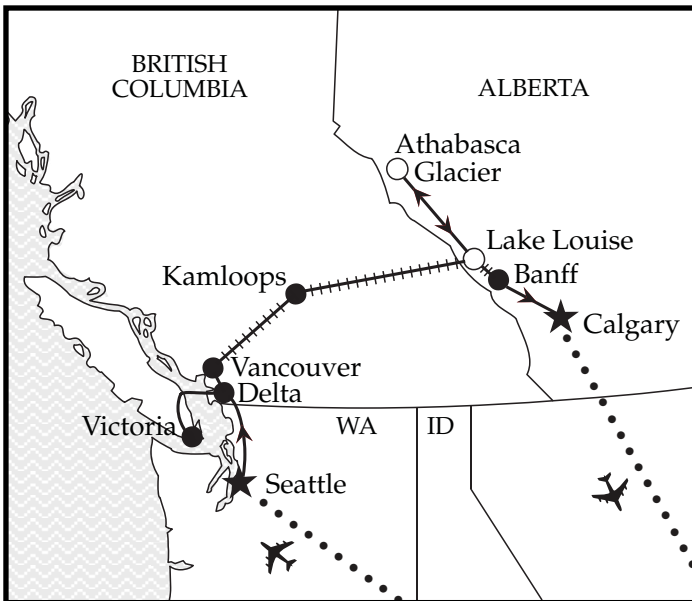 BRITISH
COLUMBIA
ALBERTA
Athabasca
Glacier
Lake Louise
Banff
Kamloops
Calgary
Vancouver
Delta
Victoria
WA
ID
Seattle